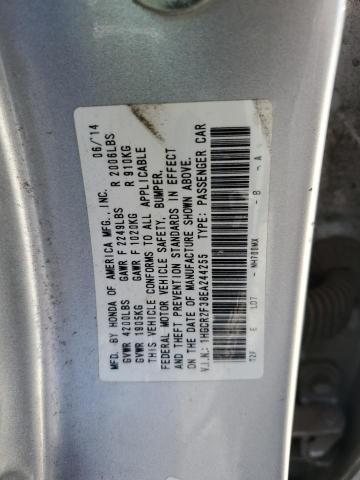 MFD. BY HONDA OF AMERICA MFG., INC. 06/14
GVWR 4200LBS GAWR F 2249LBS R 2006LBS
GVWR 1905KG GAWR F 1020KG R 910KG
THIS VEHICLE CONFORMS TO ALL APPLICABLE
FEDERAL MOTOR VEHICLE SAFETY, BUMPER,
AND THEFT PREVENTION STANDARDS IN EFFECT
ON THE DATE OF MANUFACTURE SHOWN ABOVE.
V.I.N.: 1HGCR2F38EA244255 TYPE: PASSENGER CAR
T2F E L07 B - A